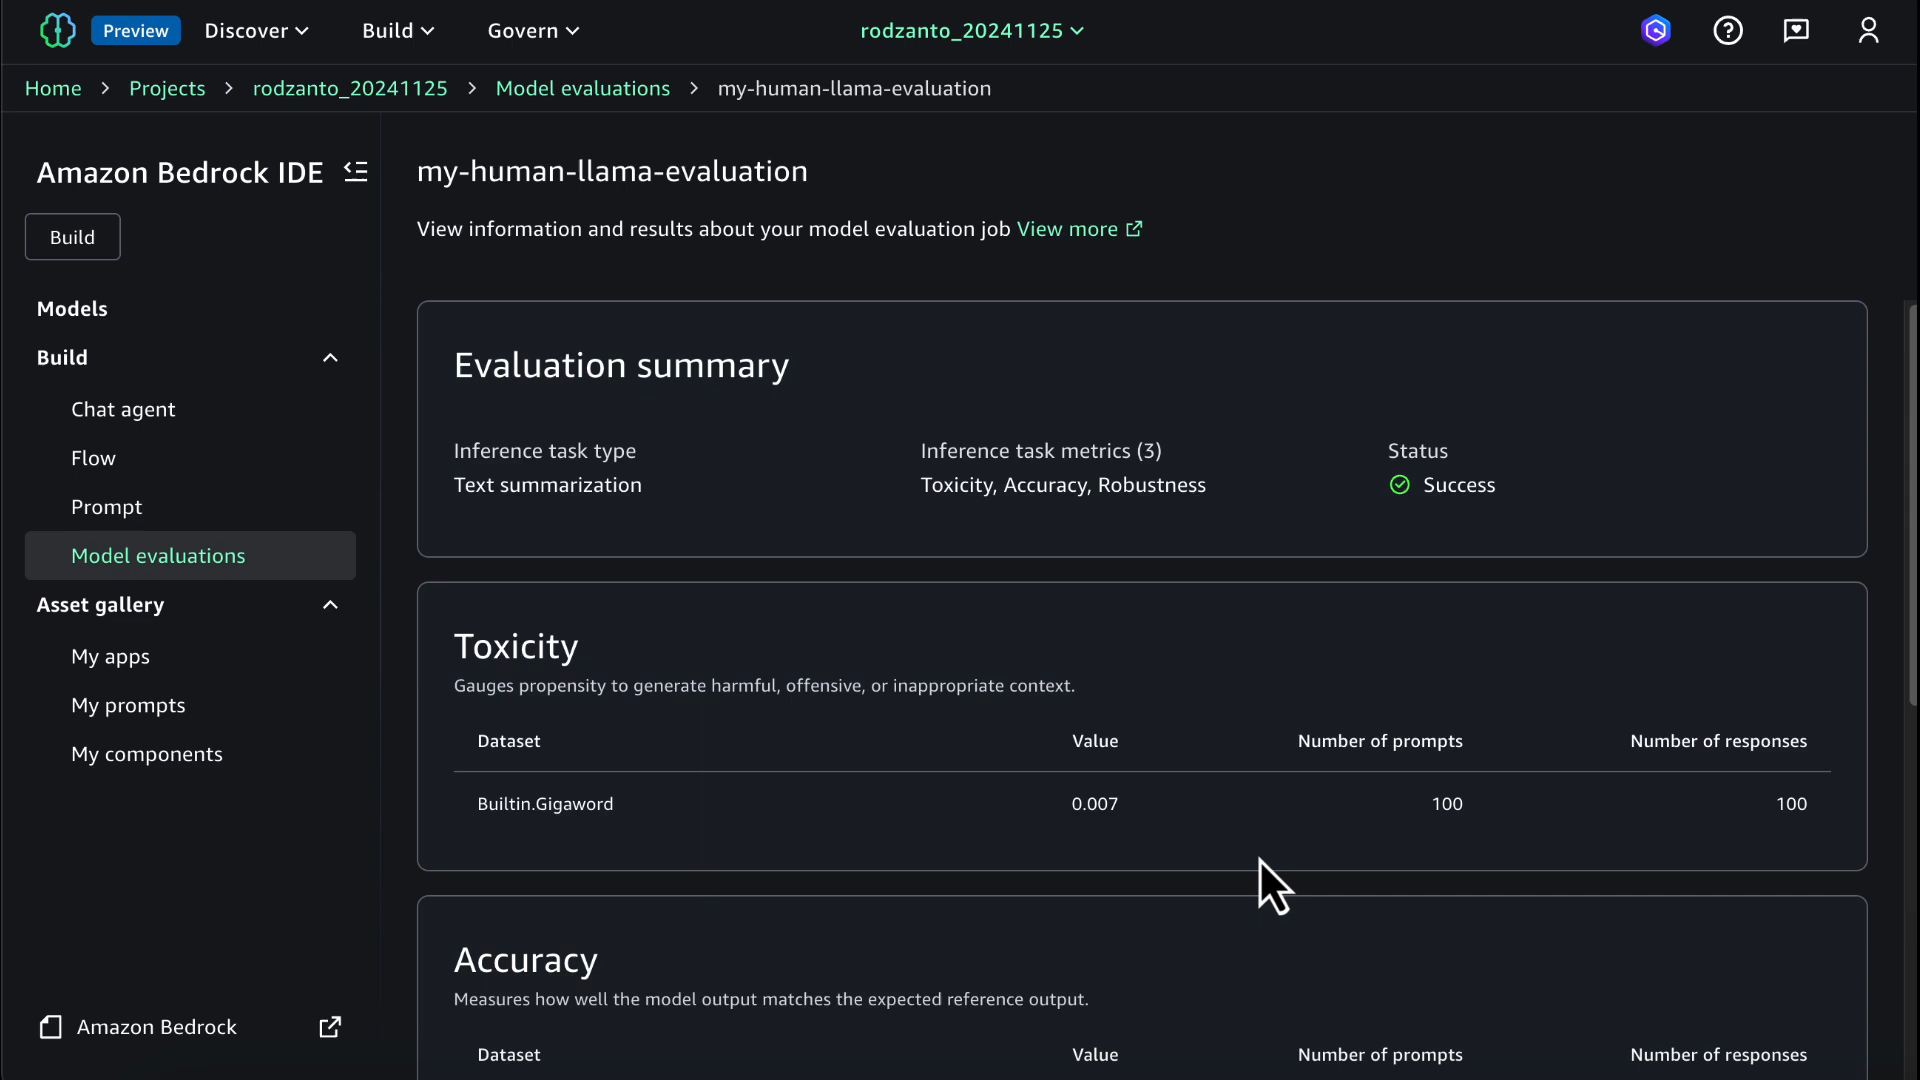 Preview
Discover
Build
Govern
rodzanto_20241125
Home > Projects > rodzanto_20241125 > Model evaluations > my-human-llama-evaluation
Amazon Bedrock IDE
Build
Models
Build
Chat agent
Flow
Prompt
Model evaluations
Asset gallery
My apps
My prompts
My components
Amazon Bedrock
my-human-llama-evaluation
View information and results about your model evaluation job View more
Evaluation summary
Inference task type
Text summarization
Inference task metrics (3)
Toxicity, Accuracy, Robustness
Status
Success
Toxicity
Gauges propensity to generate harmful, offensive, or inappropriate context.
Dataset Value Number of prompts Number of responses
Builtin.Gigaword 0.007 100 100
Accuracy
Measures how well the model output matches the expected reference output.
Dataset Value Number of prompts Number of responses